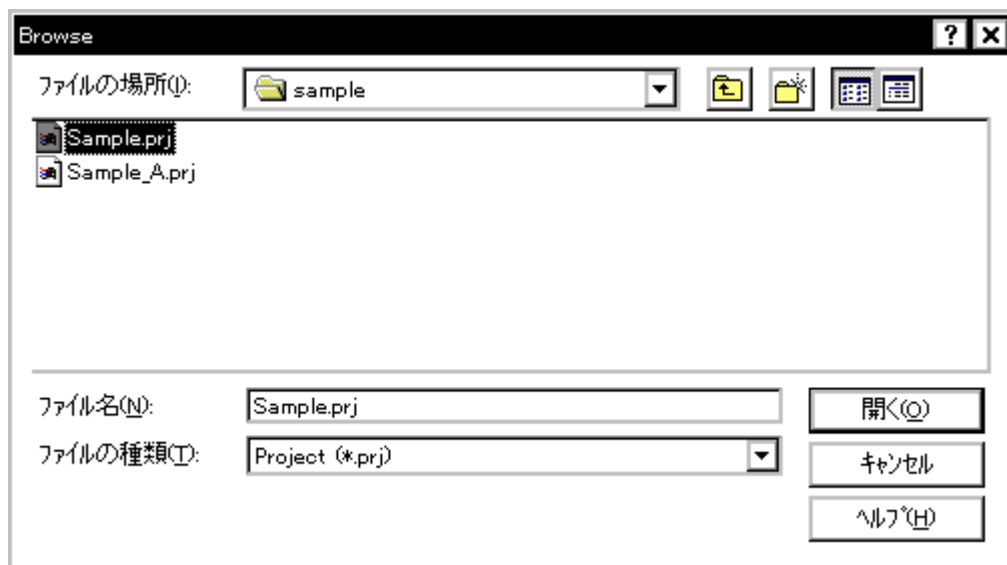 Browse
ファイルの場所(I):
sample
Sample.prj
Sample_A.prj
ファイル名(N):
Sample.prj
開く(O)
ファイルの種類(T):
Project (*.prj)
キャンセル
ヘルプ(H)